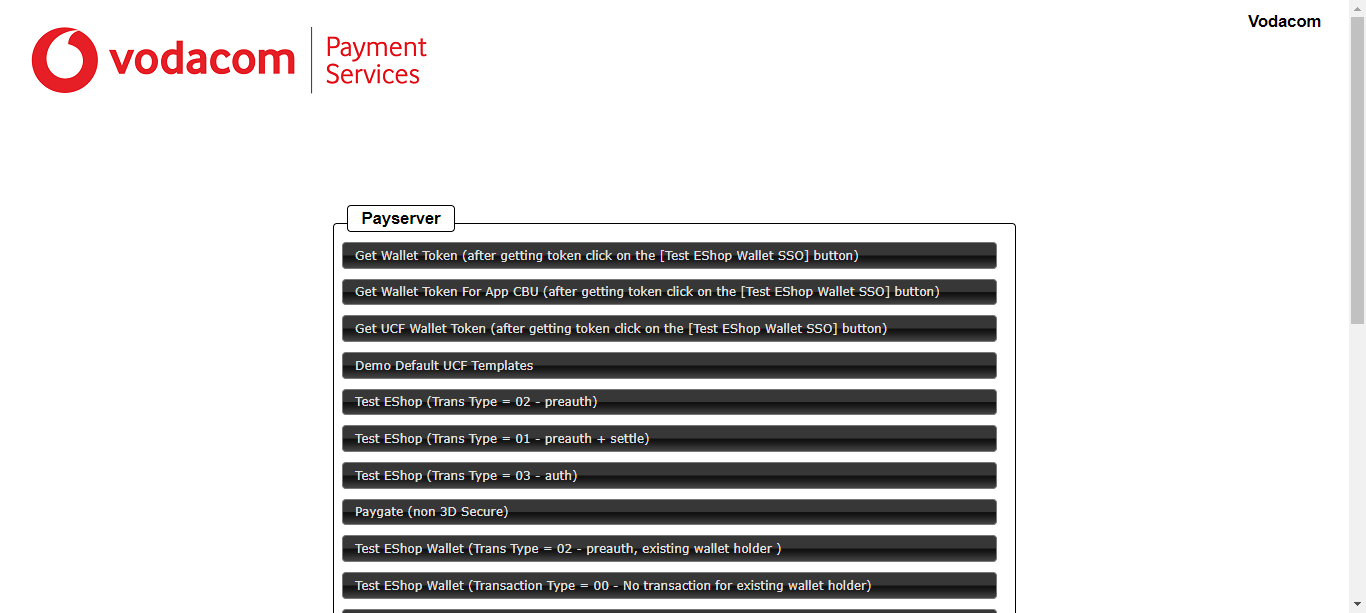 Vodacom
vodacom
Payment
Services
Payserver
Get Wallet Token (after getting token click on the [Test EShop Wallet SSO] button)
Get Wallet Token For App CBU (after getting token click on the [Test EShop Wallet SSO] button)
Get UCF Wallet Token (after getting token click on the [Test EShop Wallet SSO] button)
Demo Default UCF Templates
Test EShop (Trans Type = 02 - preauth)
Test EShop (Trans Type = 01 - preauth + settle)
Test EShop (Trans Type = 03 - auth)
Paygate (non 3D Secure)
Test EShop Wallet (Trans Type = 02 - preauth, existing wallet holder )
Test EShop Wallet (Transaction Type = 00 - No transaction for existing wallet holder)